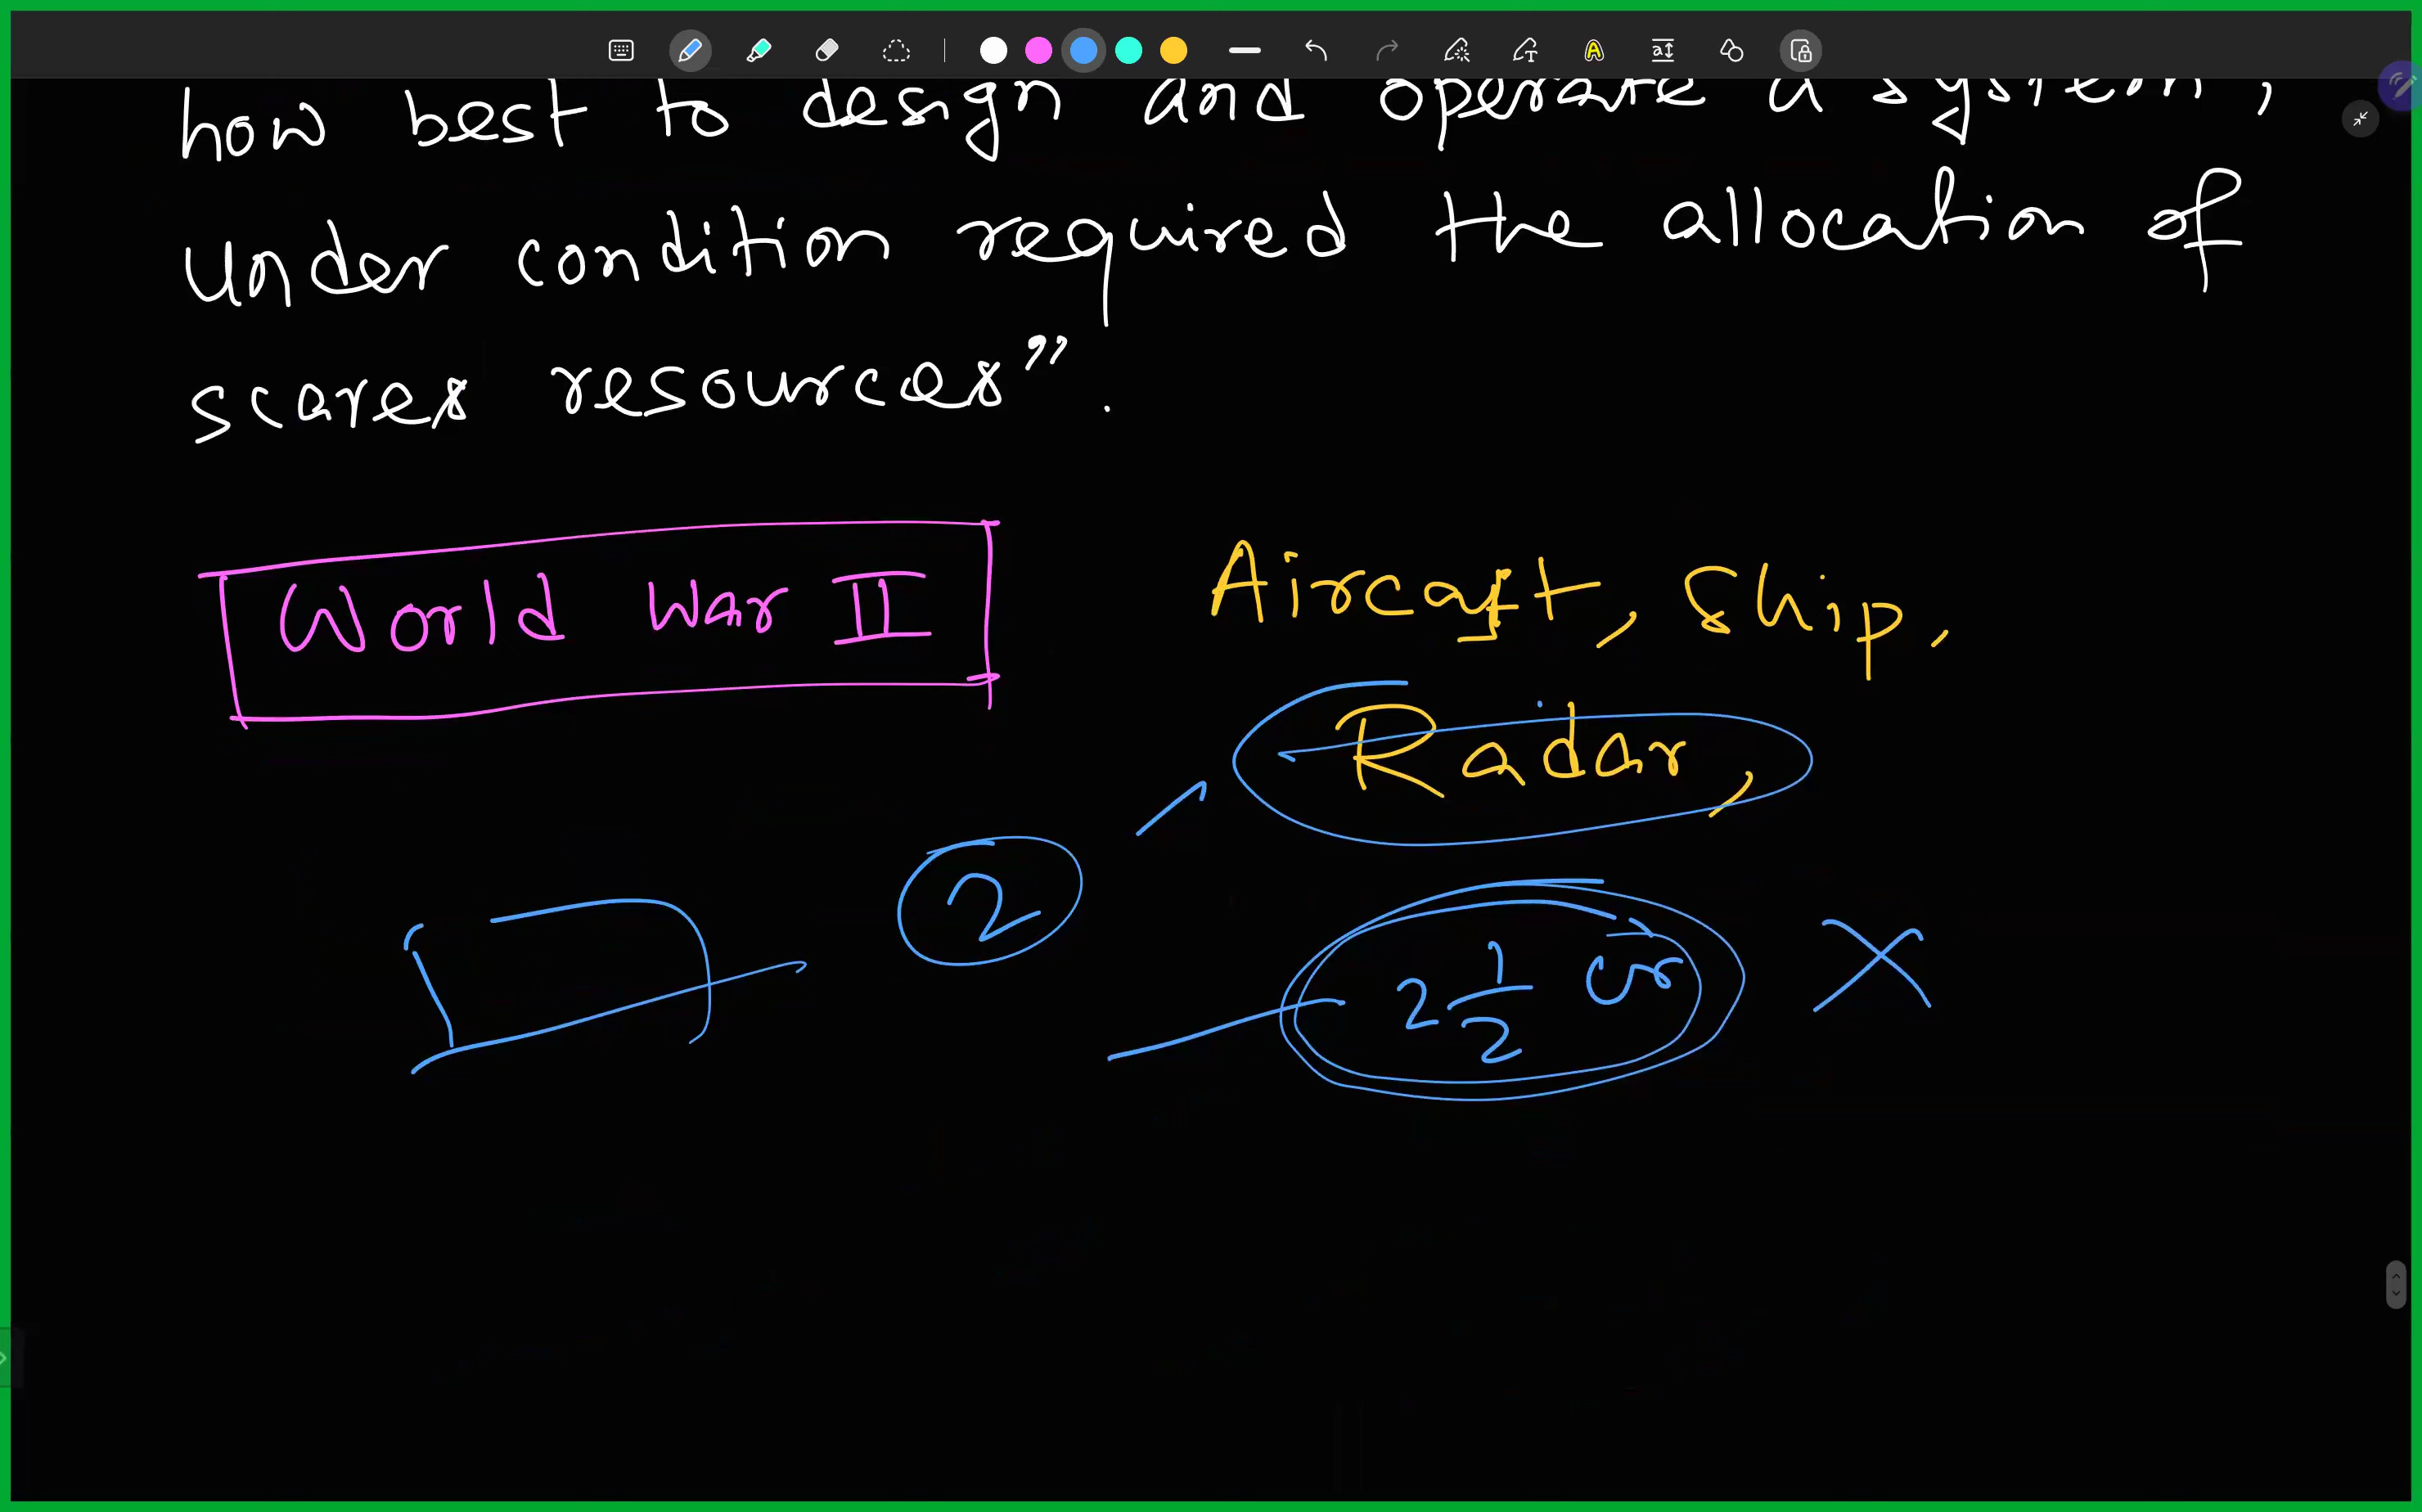 how best to design and operate a system,
under condition required the allocation of
scares resources".
World War II
Aircaft, Ship,
Radar,
2
2 1/2 Cr X